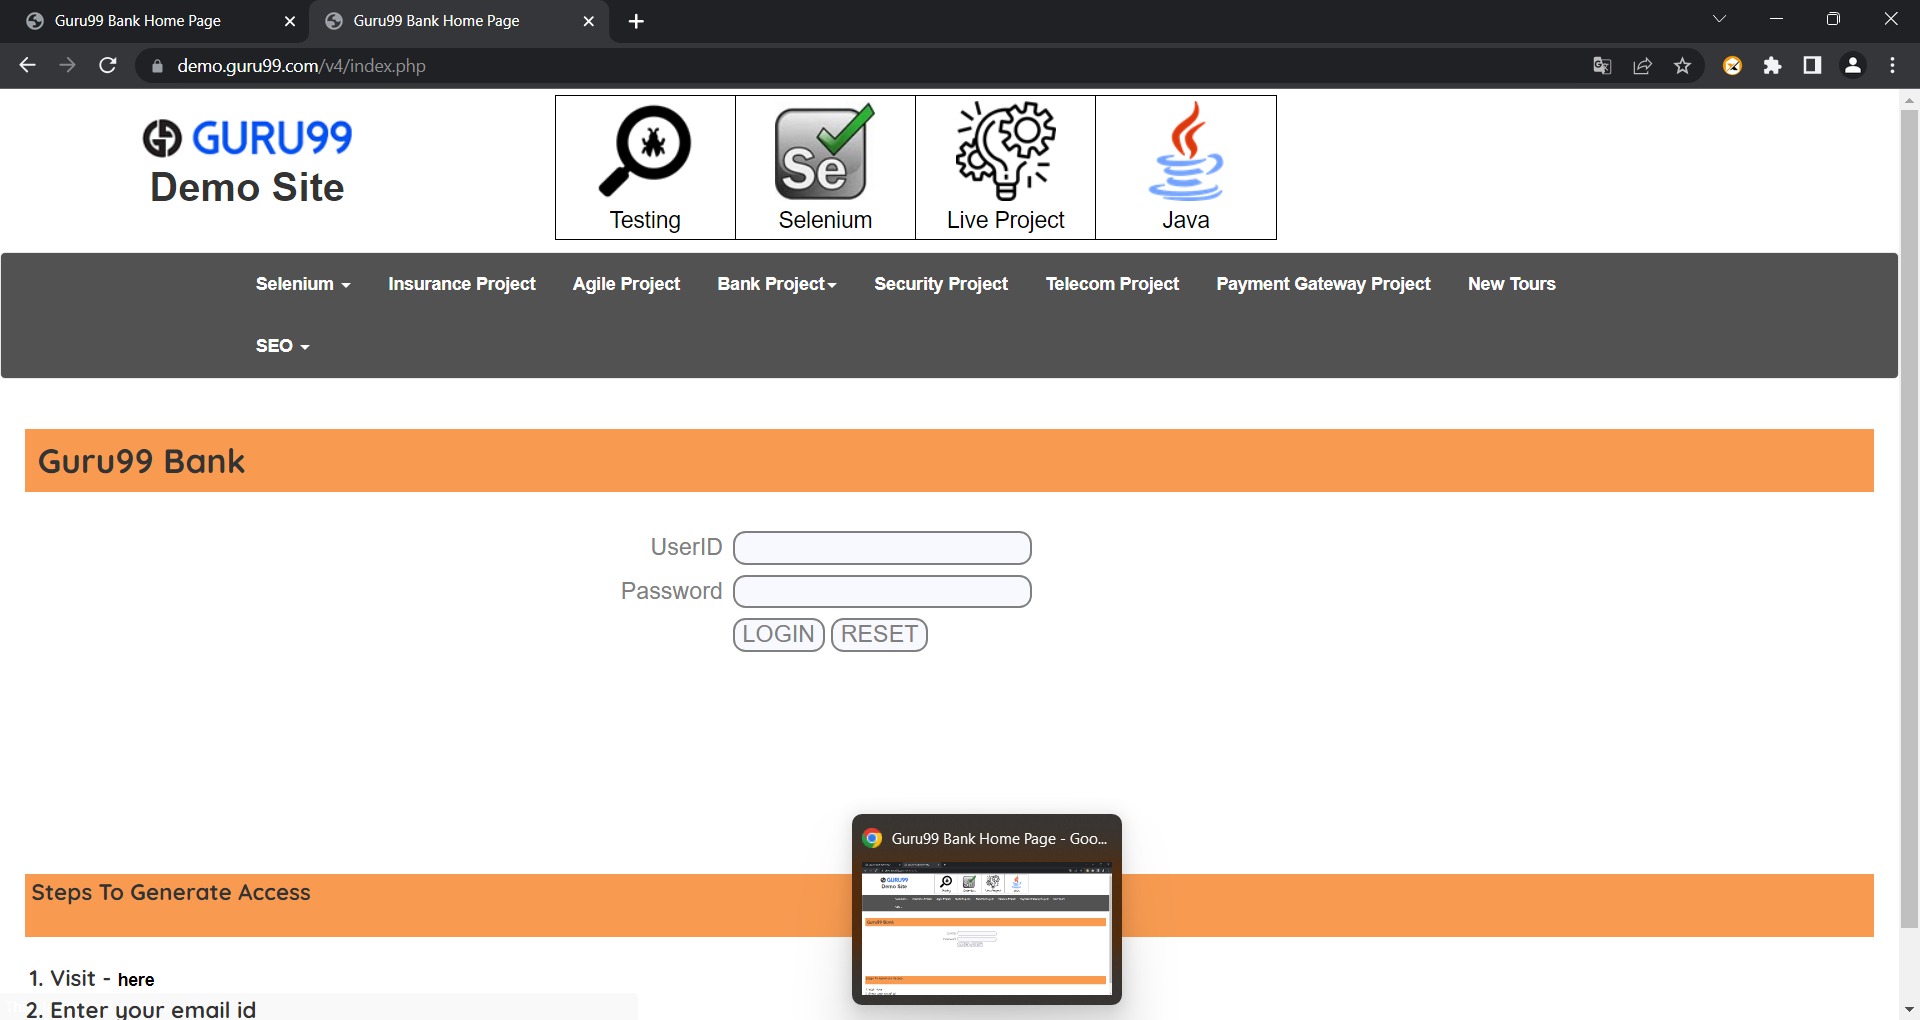 Guru99 Bank Home Page
Guru99 Bank Home Page
demo.guru99.com/v4/index.php
GURU99
Demo Site
Se
Testing
Selenium
Live Project
Java
Selenium
Insurance Project
Agile Project
Bank Project
Security Project
Telecom Project
Payment Gateway Project
New Tours
SEO
Guru99 Bank
UserID
Password
LOGIN RESET
Guru99 Bank Home Page - Goo...
Steps To Generate Access
1. Visit - here
2. Enter your email id